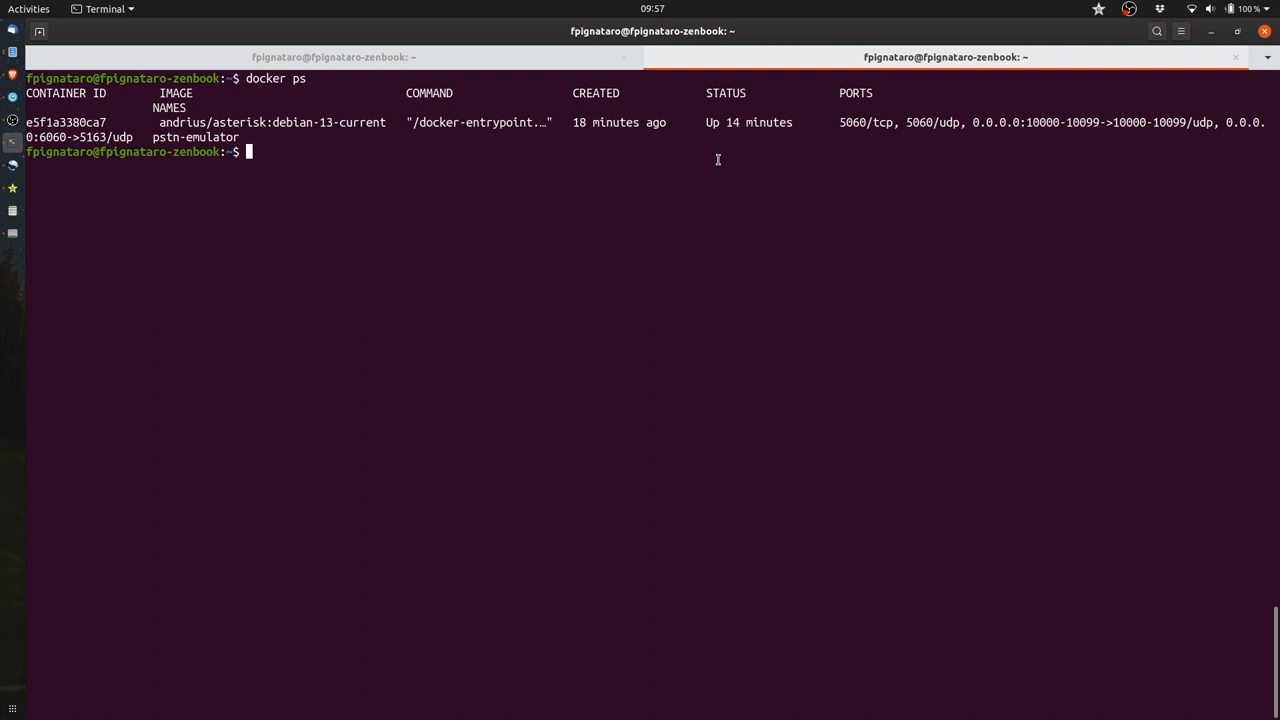 Activities Terminal 09:57 100 %
fpignataro@fpignataro-zenbook: ~
fpignataro@fpignataro-zenbook: ~ fpignataro@fpignataro-zenbook: ~
fpignataro@fpignataro-zenbook:~$ docker ps
CONTAINER ID IMAGE COMMAND CREATED STATUS PORTS
NAMES
e5f1a3380ca7 andrius/asterisk:debian-13-current "/docker-entrypoint.…" 18 minutes ago Up 14 minutes 5060/tcp, 5060/udp, 0.0.0.0:10000-10099->10000-10099/udp, 0.0.0.
0:6060->5163/udp pstn-emulator
fpignataro@fpignataro-zenbook:~$